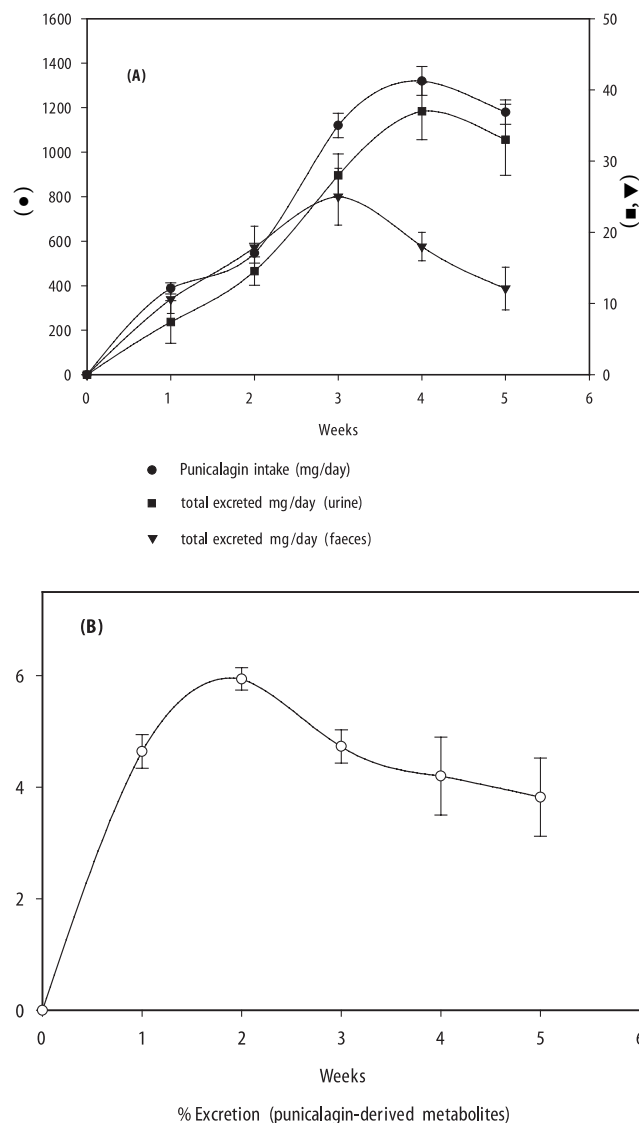 1600
1400
1200
1000
800
600
400
200
0
(●)
(A)
50
40
30
20
10
0
(■,▼)
0 1 2 3 4 5 6
Weeks
● Punicalagin intake (mg/day)
■ total excreted mg/day (urine)
▼ total excreted mg/day (faeces)
(B)
6
4
2
0
0 1 2 3 4 5 6
Weeks
% Excretion (punicalagin-derived metabolites)